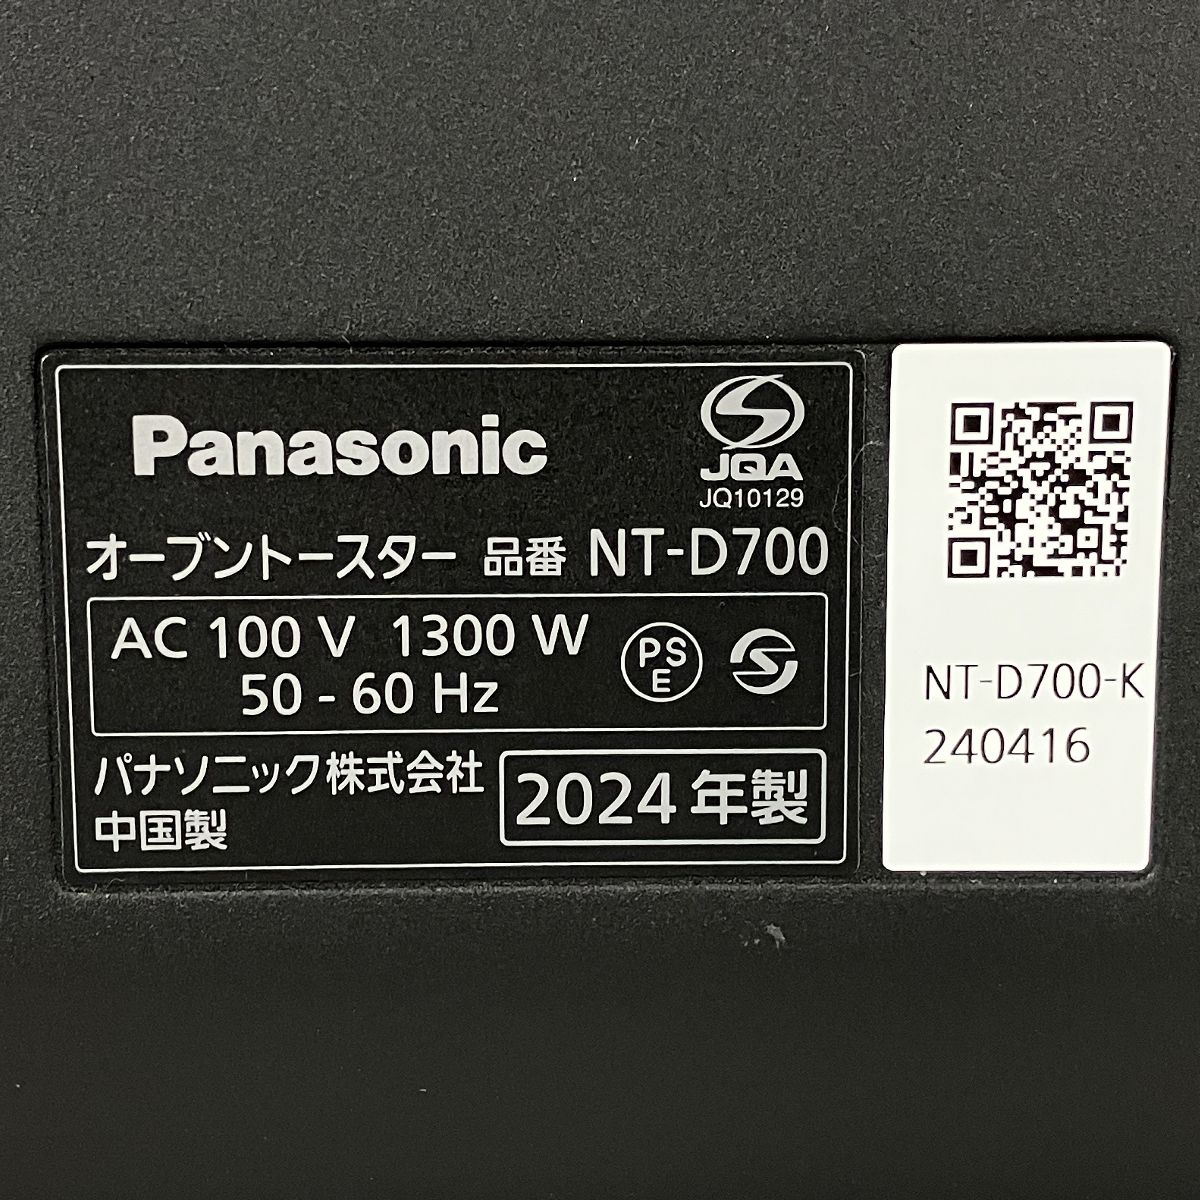 Panasonic
JQA
JQ10129
オーブントースター 品番 NT-D700
AC 100 V 1300 W
50 - 60 Hz
PS
E
パナソニック株式会社
中国製
2024 年製
NT-D700-K
240416